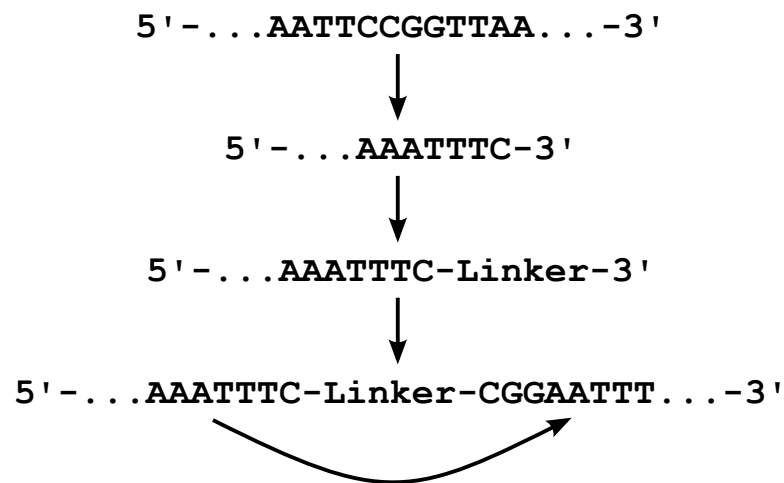 5'-...AATTCCGGTTAA...-3'
5'-...AAATTTC-3'
5'-...AAATTTC-Linker-3'
5'-...AAATTTC-Linker-CGGAATTT...-3'